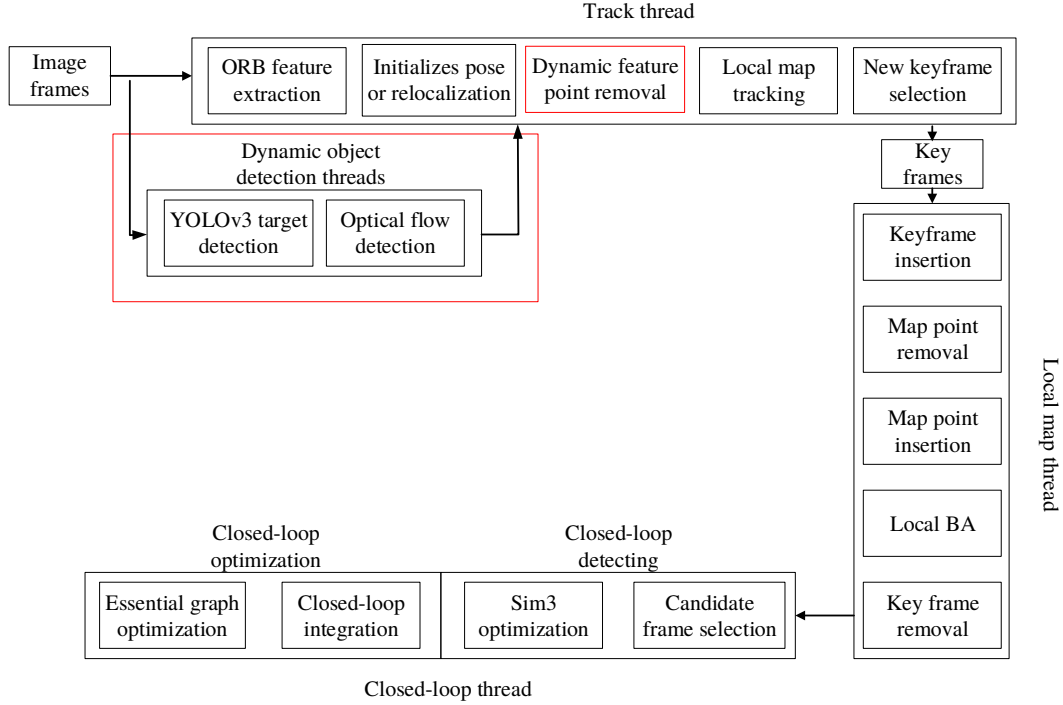 Track thread
Image
frames
ORB feature
extraction
Initializes pose
or relocalization
Dynamic feature
point removal
Local map
tracking
New keyframe
selection
Dynamic object
detection threads
YOLOv3 target
detection
Optical flow
detection
Key
frames
Keyframe
insertion
Map point
removal
Map point
insertion
Local BA
Key frame
removal
Local map thread
Closed-loop
optimization
Closed-loop
detecting
Essential graph
optimization
Closed-loop
integration
Sim3
optimization
Candidate
frame selection
Closed-loop thread